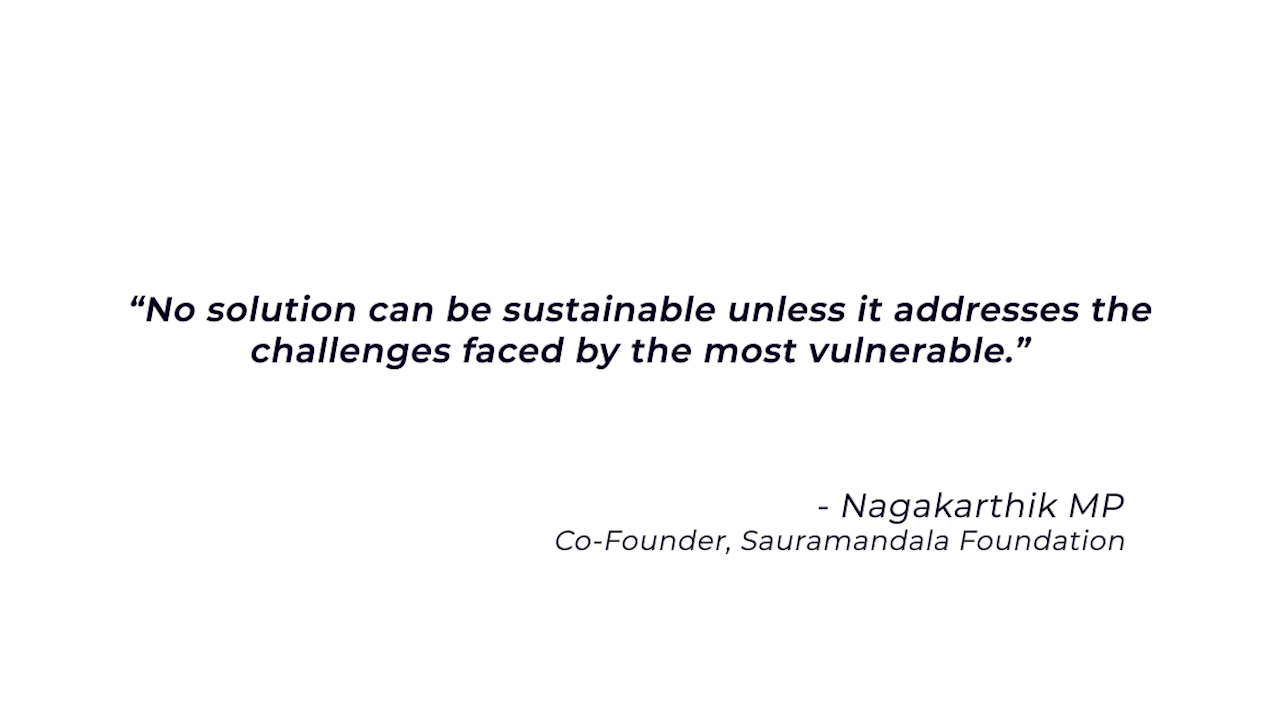 “No solution can be sustainable unless it addresses the
challenges faced by the most vulnerable.”
- Nagakarthik MP
Co-Founder, Sauramandala Foundation